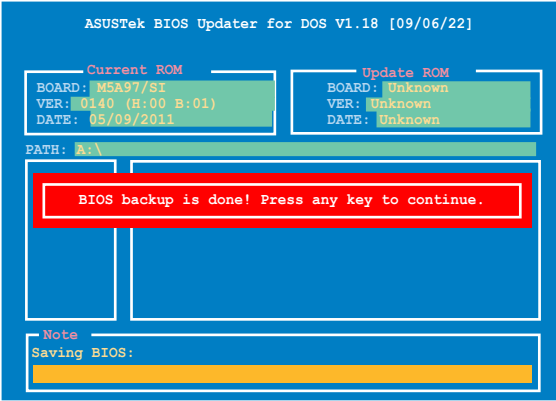 ASUSTek BIOS Updater for DOS V1.18 [09/06/22]
Current ROM
BOARD: M5A97/SI
VER: 0140 (H:00 B:01)
DATE: 05/09/2011
Update ROM
BOARD: Unknown
VER: Unknown
DATE: Unknown
PATH: A:\
BIOS backup is done! Press any key to continue.
Note
Saving BIOS: